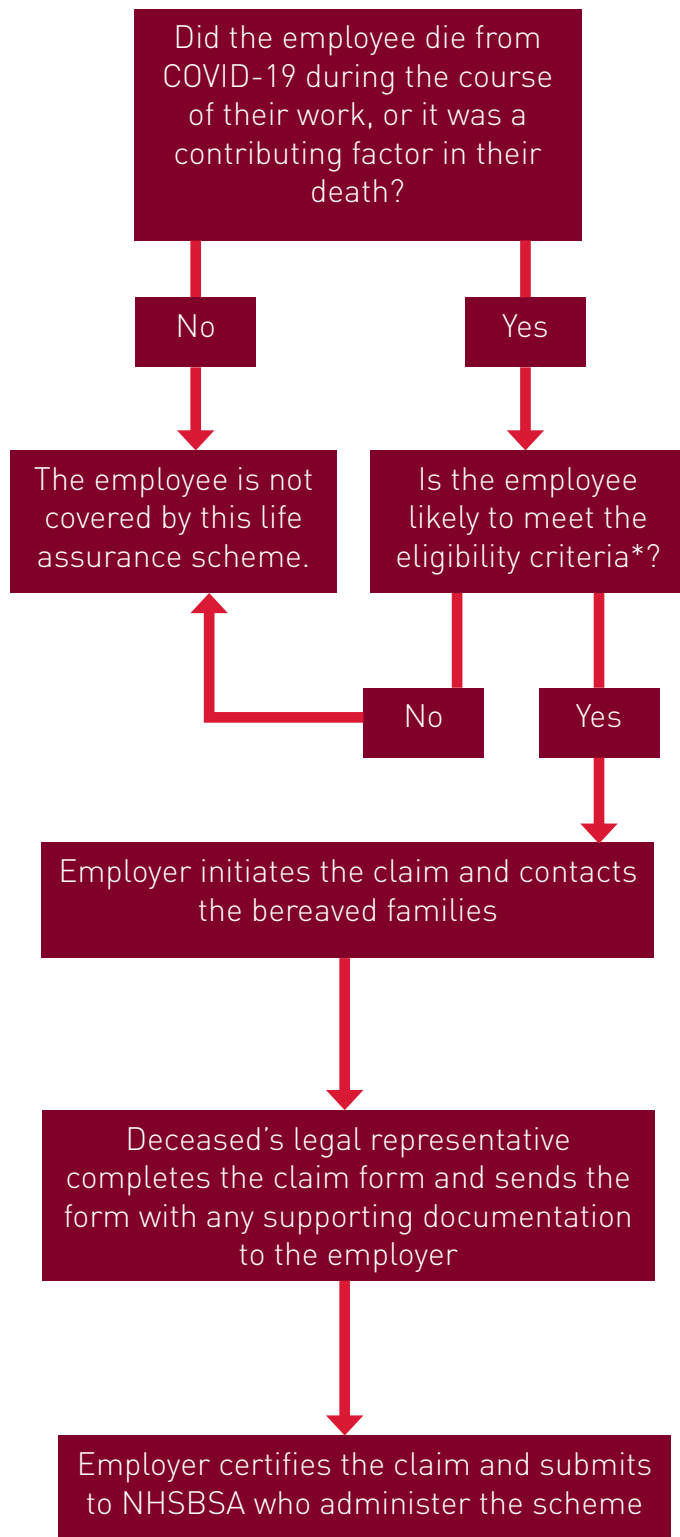 Did the employee die from
COVID-19 during the course
of their work, or it was a
contributing factor in their
death?
No
Yes
The employee is not
covered by this life
assurance scheme.
Is the employee
likely to meet the
eligibility criteria*?
No
Yes
Employer initiates the claim and contacts
the bereaved families
Deceased’s legal representative
completes the claim form and sends the
form with any supporting documentation
to the employer
Employer certifies the claim and submits
to NHSBSA who administer the scheme